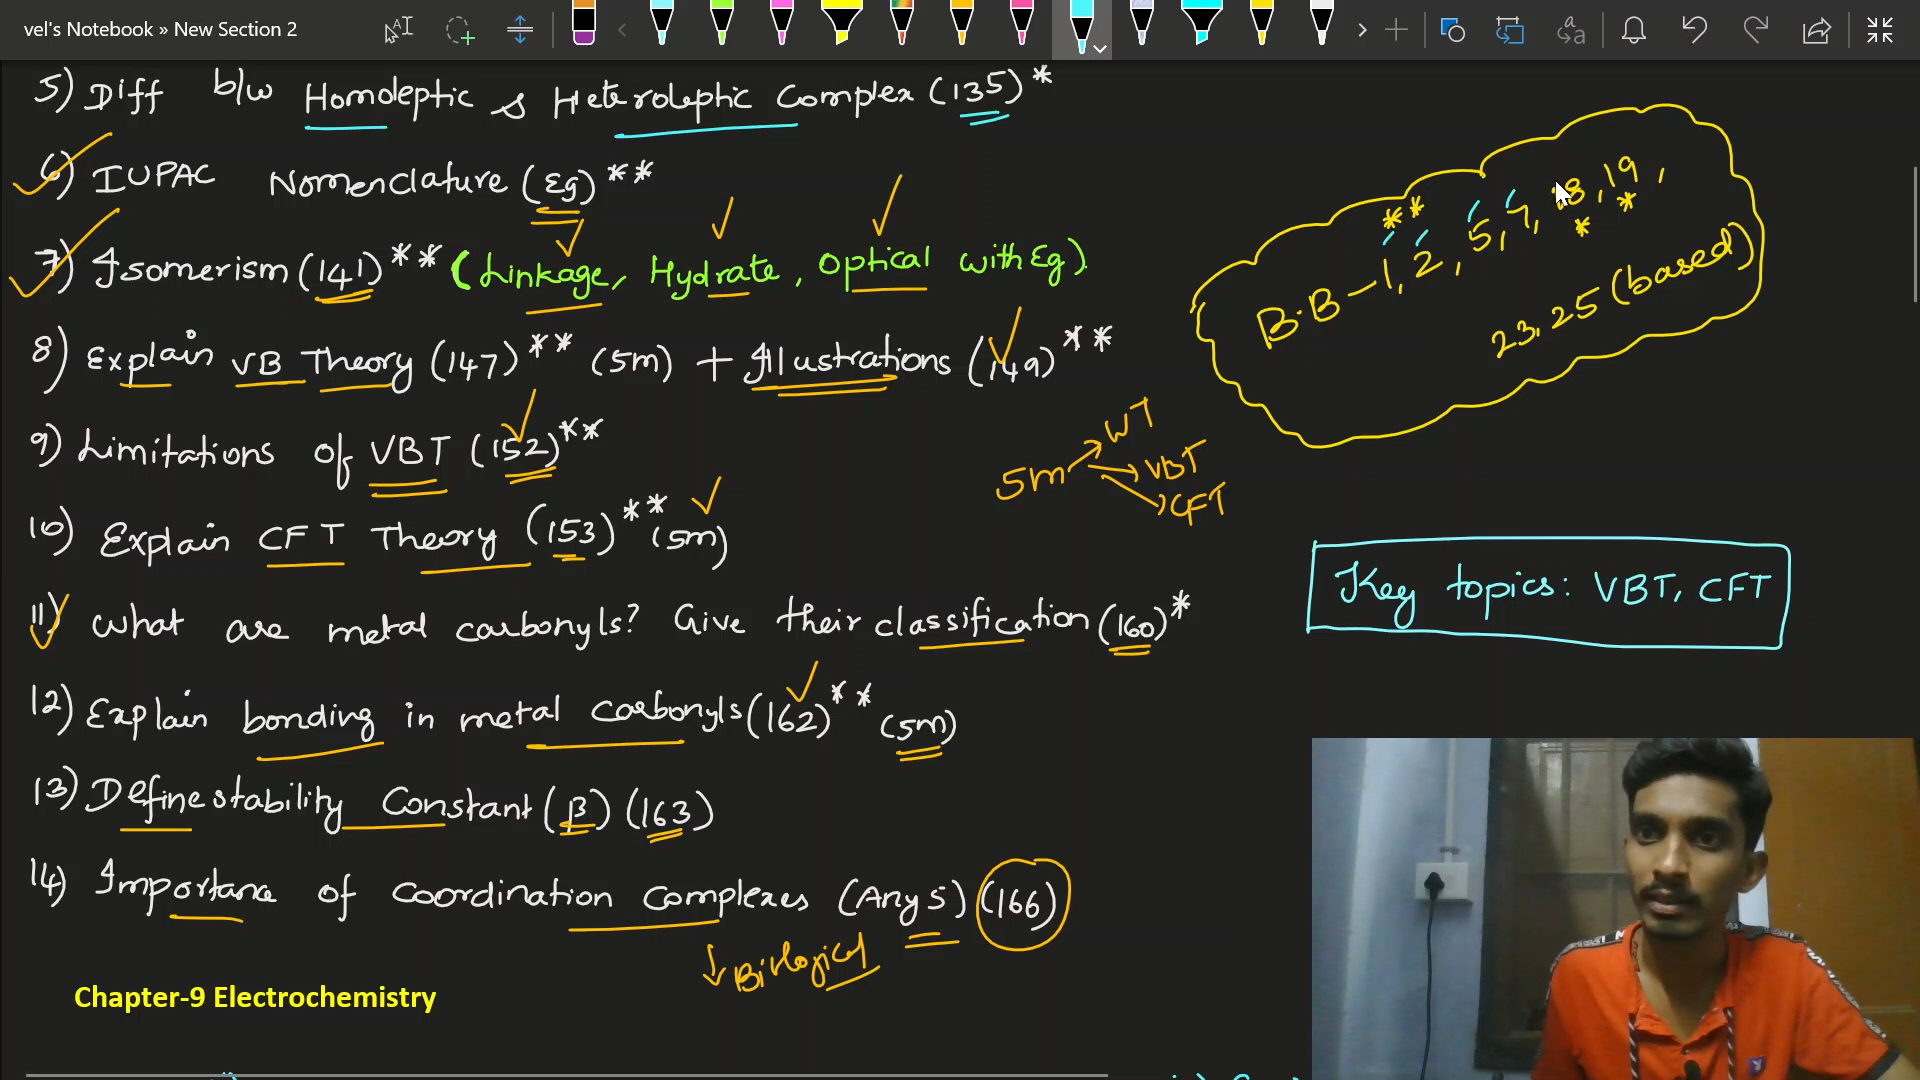 vel's Notebook » New Section 2
5) Diff b/w Homoleptic & Heteroleptic Complex (135)*
6) IUPAC Nomenclature (Eg)**
7) Isomerism (141)** (Linkage, Hydrate, Optical with Eg).
8) Explain VB Theory (147)** (5m) + Illustrations (149)**
9) Limitations of VBT (152)**
10) Explain CFT Theory (153)** (5m)
11) What are metal carbonyls? Give their classification (160)*
12) Explain bonding in metal carbonyls (162)** (5m)
13) Define stability Constant (β) (163)
14) Importane of coordination complexes (Any 5) (166)
↓ Biological
Chapter-9 Electrochemistry
**
B.B – 1, 2, 5, 7, 18, 19,
* *
23, 25 (based)
5m → WT
→ VBT
→ CFT
Key topics: VBT, CFT